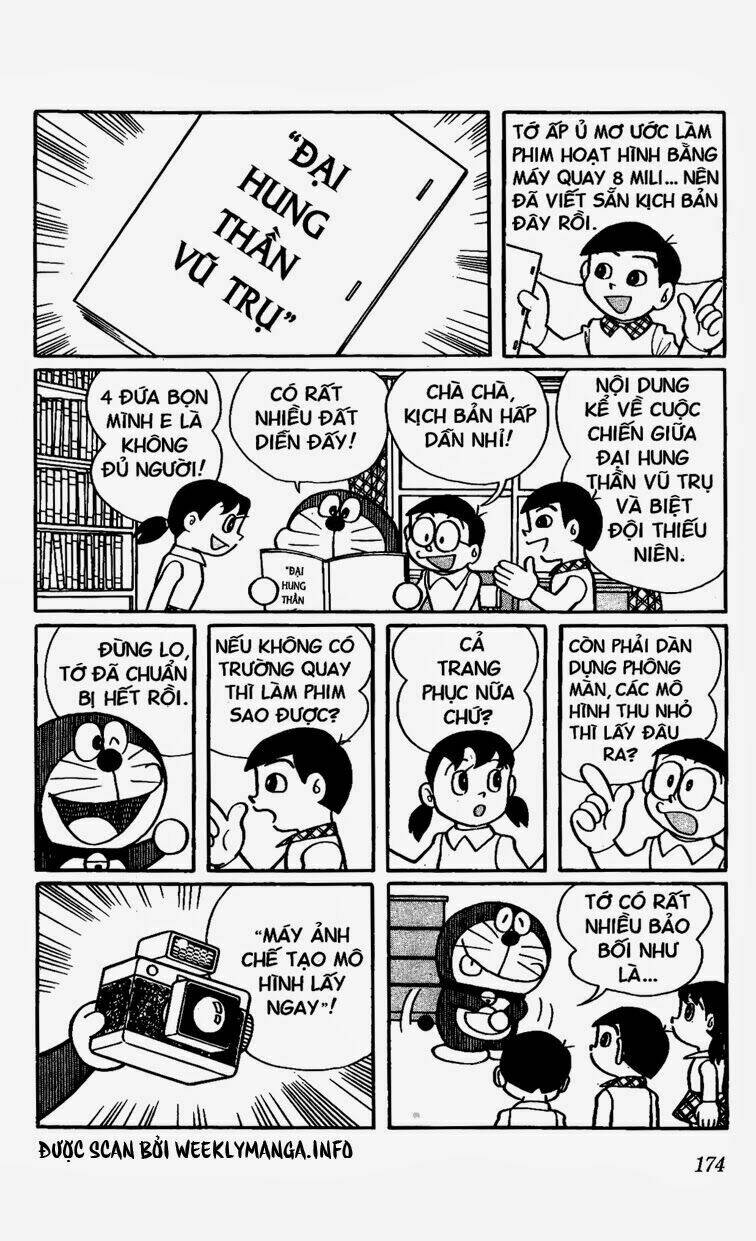 TỚ ẤP Ủ MƠ ƯỚC LÀM
PHIM HOẠT HÌNH BẰNG
MÁY QUAY 8 MILI... NÊN
ĐÃ VIẾT SẴN KỊCH BẢN
ĐÂY RỒI.
"ĐẠI
HUNG
THẦN
VŨ TRỤ"
NỘI DUNG
KỂ VỀ CUỘC
CHIẾN GIỮA
ĐẠI HUNG
THẦN VŨ TRỤ
VÀ BIỆT
ĐỘI THIẾU
NIÊN.
CHÀ CHÀ,
KỊCH BẢN HẤP
DẪN NHỈ!
CÓ RẤT
NHIỀU ĐẤT
DIỄN ĐẤY!
4 ĐỨA BỌN
MÌNH E LÀ
KHÔNG
ĐỦ NGƯỜI!
"ĐẠI
HUNG
THẦN
CÒN PHẢI DÀN
DỰNG PHÔNG
MÀN, CÁC MÔ
HÌNH THU NHỎ
THÌ LẤY ĐÂU
RA?
CẢ
TRANG
PHỤC NỮA
CHỨ?
NẾU KHÔNG CÓ
TRƯỜNG QUAY
THÌ LÀM PHIM
SAO ĐƯỢC?
ĐỪNG LO,
TỚ ĐÃ CHUẨN
BỊ HẾT RỒI.
TỚ CÓ RẤT
NHIỀU BẢO
BỐI NHƯ
LÀ...
"MÁY ẢNH
CHẾ TẠO MÔ
HÌNH LẤY
NGAY"!
ĐƯỢC SCAN BỞI WEEKLYMANGA.INFO
174